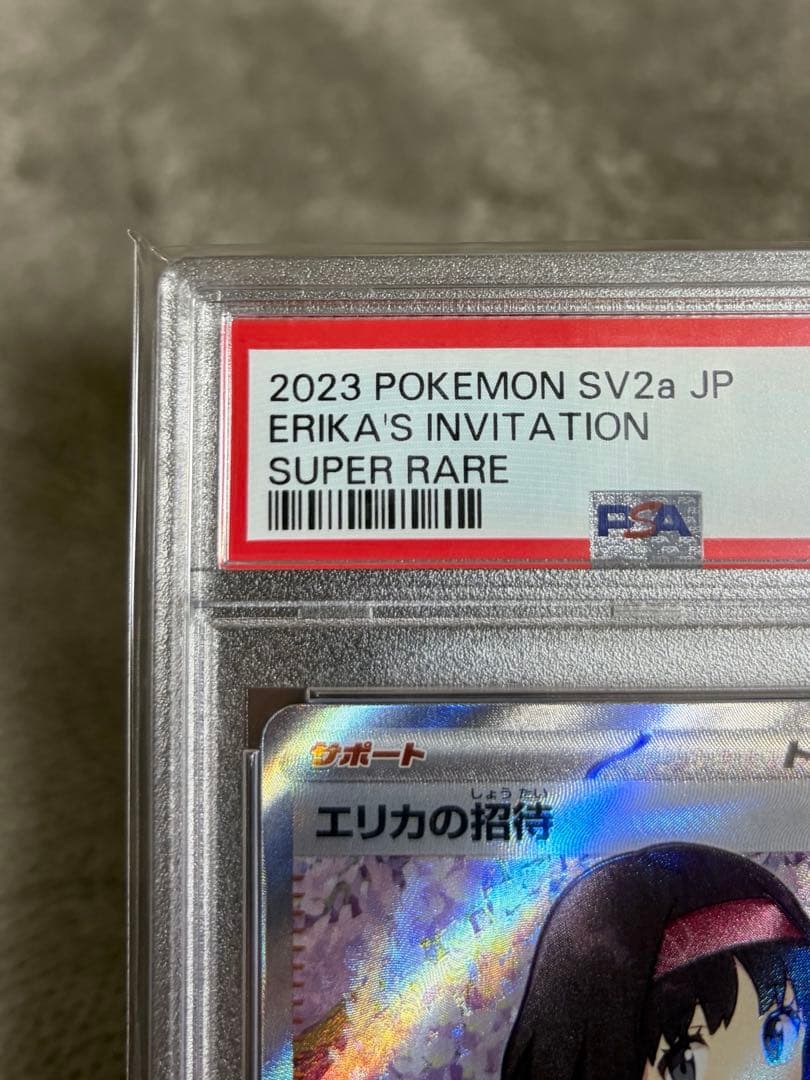 2023 POKEMON SV2a JP
ERIKA'S INVITATION
SUPER RARE
PSA
サポート
ト
しょう たい
エリカの招待